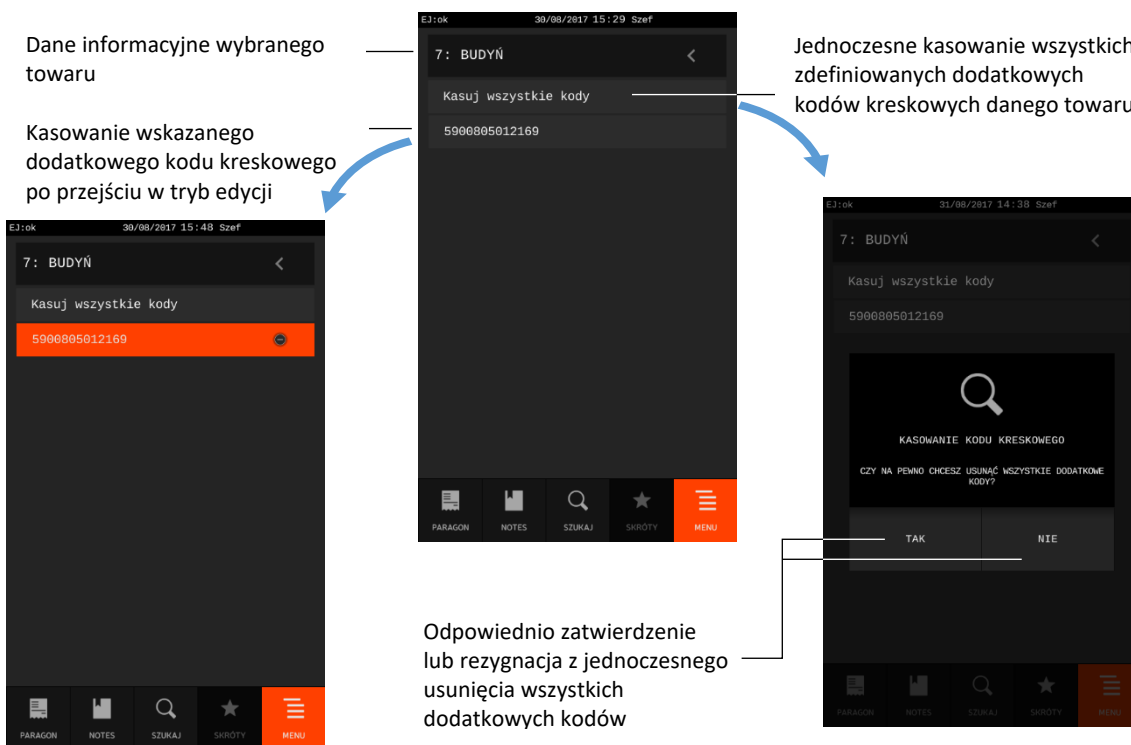 Dane informacyjne wybranego
towaru
Kasowanie wskazanego
dodatkowego kodu kreskowego
po przejściu w tryb edycji
EJ:ok 30/08/2017 15:29 Szef
7: BUDYŃ
Kasuj wszystkie kody
5900805012169
PARAGON NOTES SZUKAJ SKRÓTY MENU
Jednoczesne kasowanie wszystkich
zdefiniowanych dodatkowych
kodów kreskowych danego towaru
EJ:ok 30/08/2017 15:48 Szef
7: BUDYŃ
Kasuj wszystkie kody
5900805012169
PARAGON NOTES SZUKAJ SKRÓTY MENU
EJ:ok 31/08/2017 14:38 Szef
7: BUDYŃ
Kasuj wszystkie kody
5900805012169
KASOWANIE KODU KRESKOWEGO
CZY NA PEWNO CHCESZ USUNĄĆ WSZYSTKIE DODATKOWE
KODY?
TAK NIE
PARAGON NOTES SZUKAJ SKRÓTY MENU
Odpowiednio zatwierdzenie
lub rezygnacja z jednoczesnego
usunięcia wszystkich
dodatkowych kodów